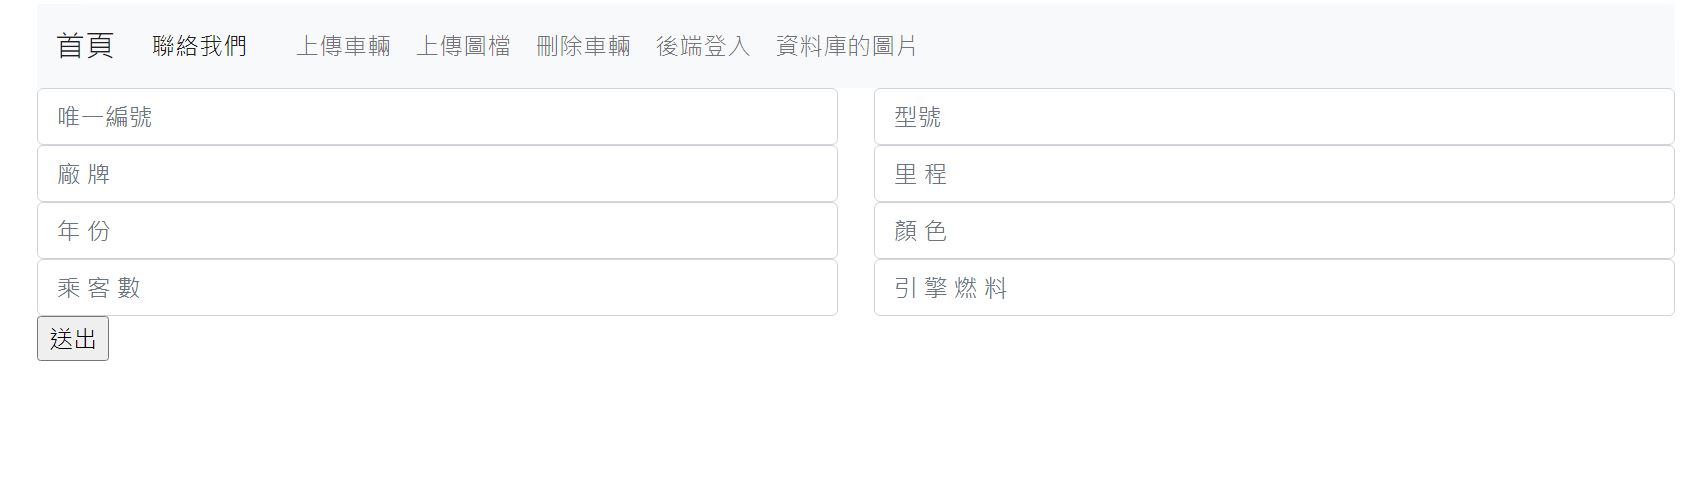 首頁 聯絡我們 上傳車輛 上傳圖檔 刪除車輛 後端登入 資料庫的圖片
唯一編號 型號
廠 牌 里 程
年 份 顏 色
乘 客 數 引 擎 燃 料
送出